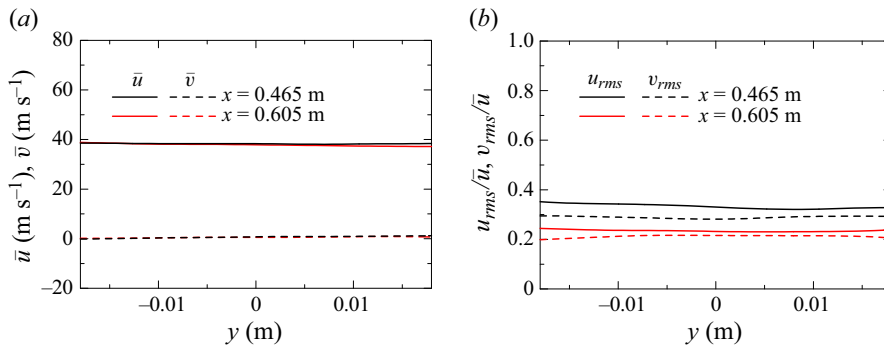 (a)
80
60
40
20
0
−20
ū (m s⁻¹), v̄ (m s⁻¹)
ū v̄
x = 0.465 m
x = 0.605 m
−0.01 0 0.01
y (m)
(b)
1.0
0.8
0.6
0.4
0.2
0
u_rms/ū, v_rms/ū
u_rms v_rms
x = 0.465 m
x = 0.605 m
−0.01 0 0.01
y (m)